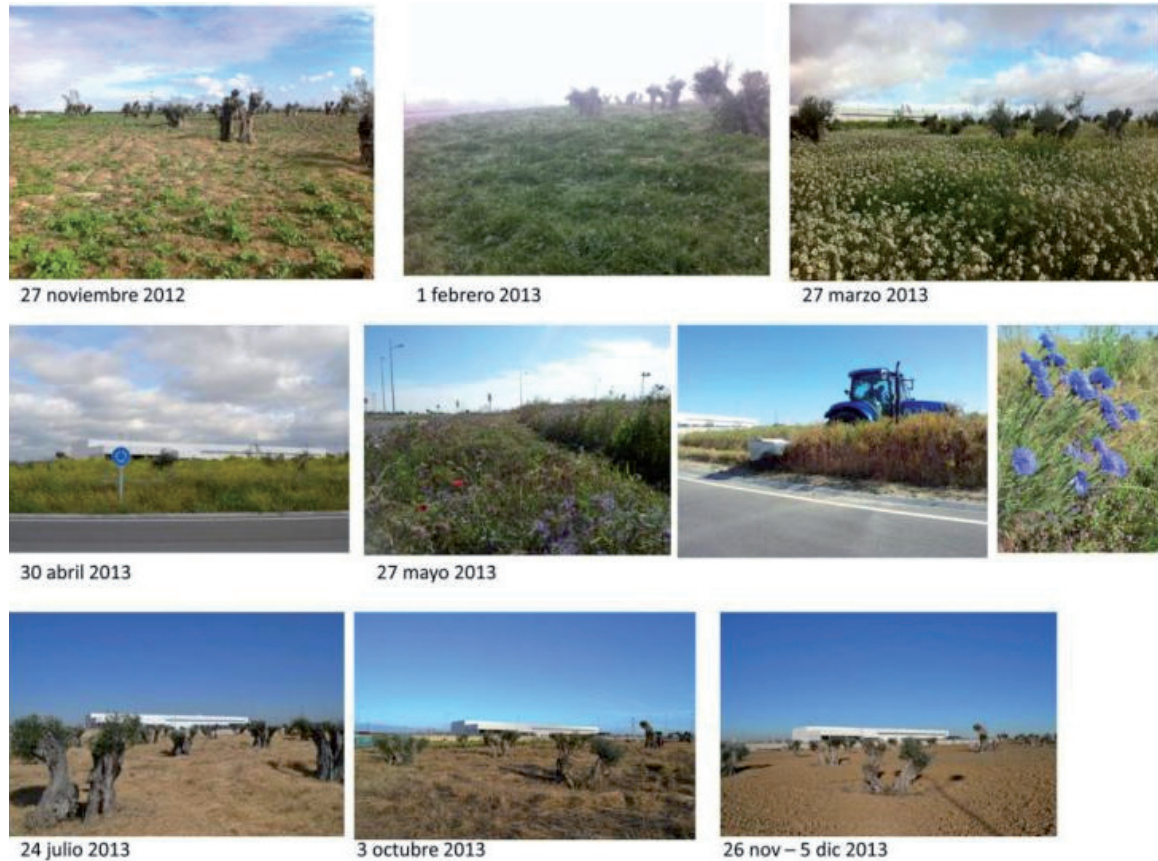 27 noviembre 2012
1 febrero 2013
27 marzo 2013
30 abril 2013
27 mayo 2013
24 julio 2013
3 octubre 2013
26 nov – 5 dic 2013